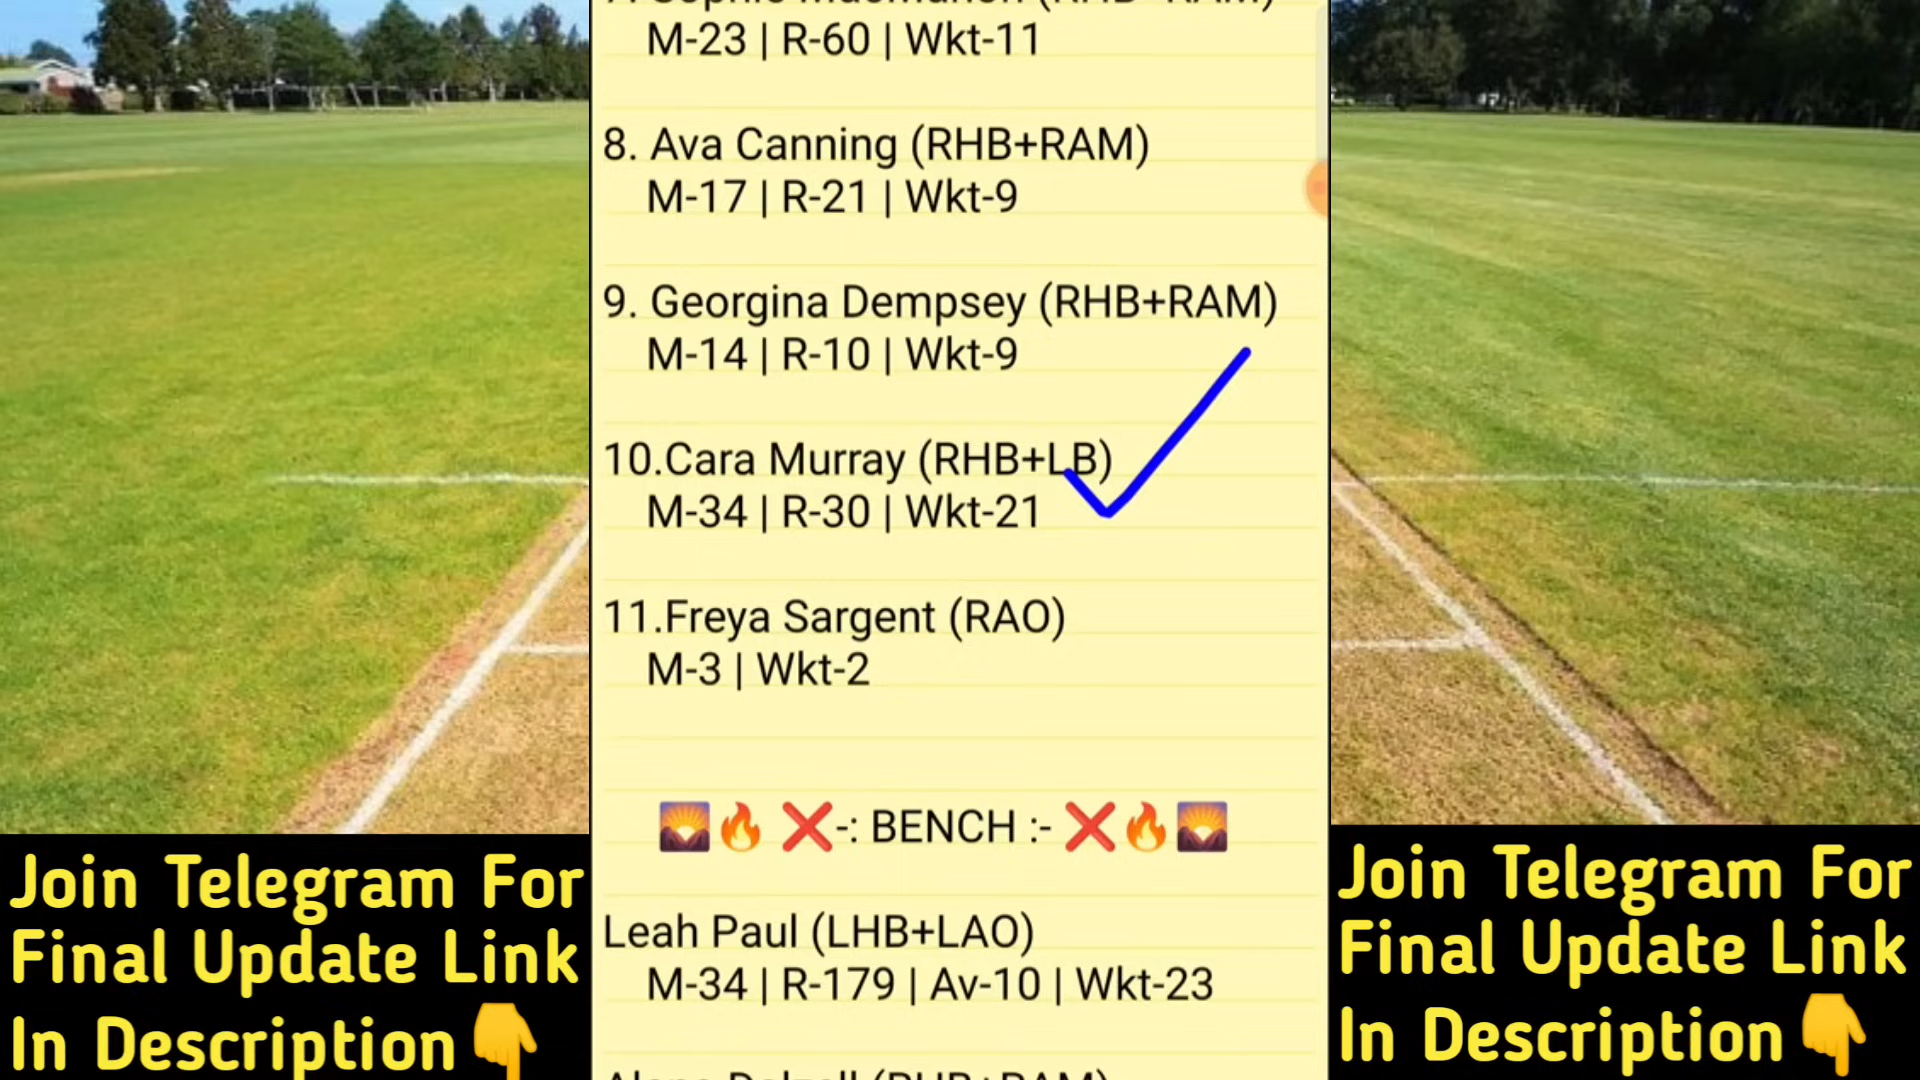 M-23 | R-60 | Wkt-11
8. Ava Canning (RHB+RAM)
M-17 | R-21 | Wkt-9
9. Georgina Dempsey (RHB+RAM)
M-14 | R-10 | Wkt-9
10.Cara Murray (RHB+LB)
M-34 | R-30 | Wkt-21
11.Freya Sargent (RAO)
M-3 | Wkt-2
🌄🔥 ❌-: BENCH :- ❌🔥🌄
Leah Paul (LHB+LAO)
M-34 | R-179 | Av-10 | Wkt-23
Join Telegram For
Final Update Link
In Description👇
Join Telegram For
Final Update Link
In Description👇